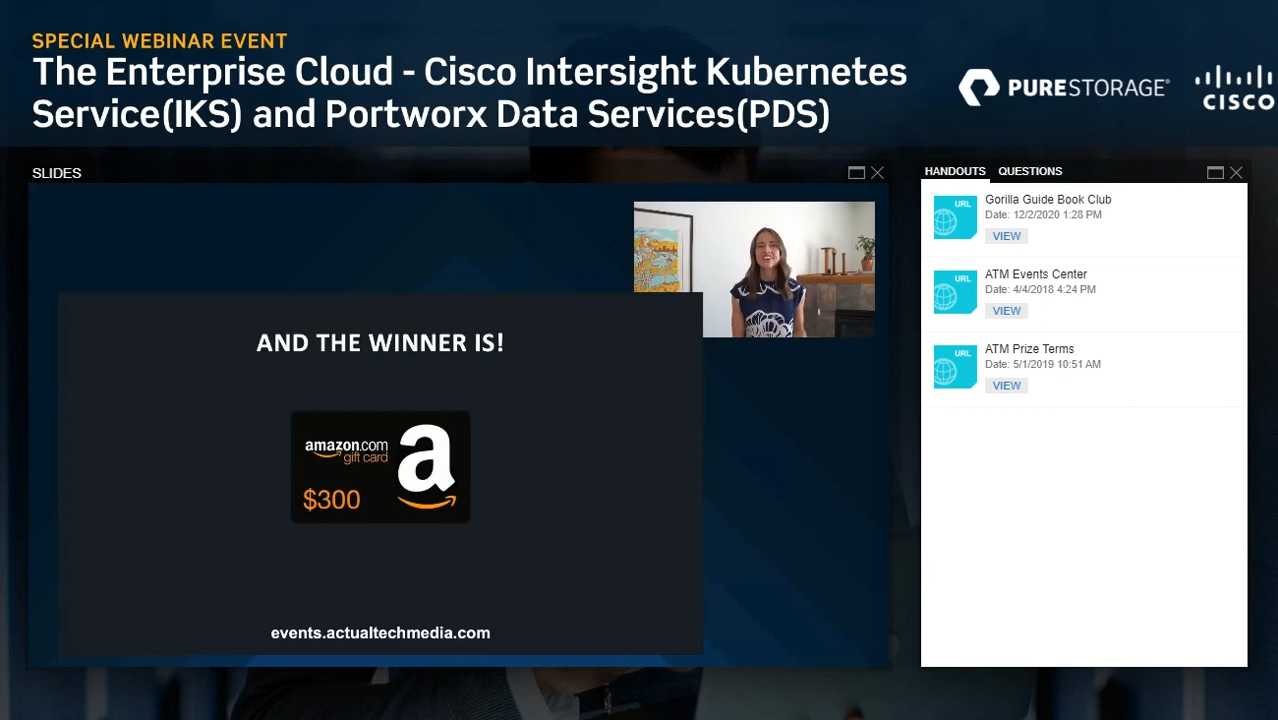 SPECIAL WEBINAR EVENT
The Enterprise Cloud - Cisco Intersight Kubernetes
Service(IKS) and Portworx Data Services(PDS)
PURESTORAGE®
CISCO
SLIDES
AND THE WINNER IS!
amazon.com
gift card
a
$300
events.actualtechmedia.com
HANDOUTS QUESTIONS
URL
Gorilla Guide Book Club
Date: 12/2/2020 1:28 PM
VIEW
URL
ATM Events Center
Date: 4/4/2018 4:24 PM
VIEW
URL
ATM Prize Terms
Date: 5/1/2019 10:51 AM
VIEW